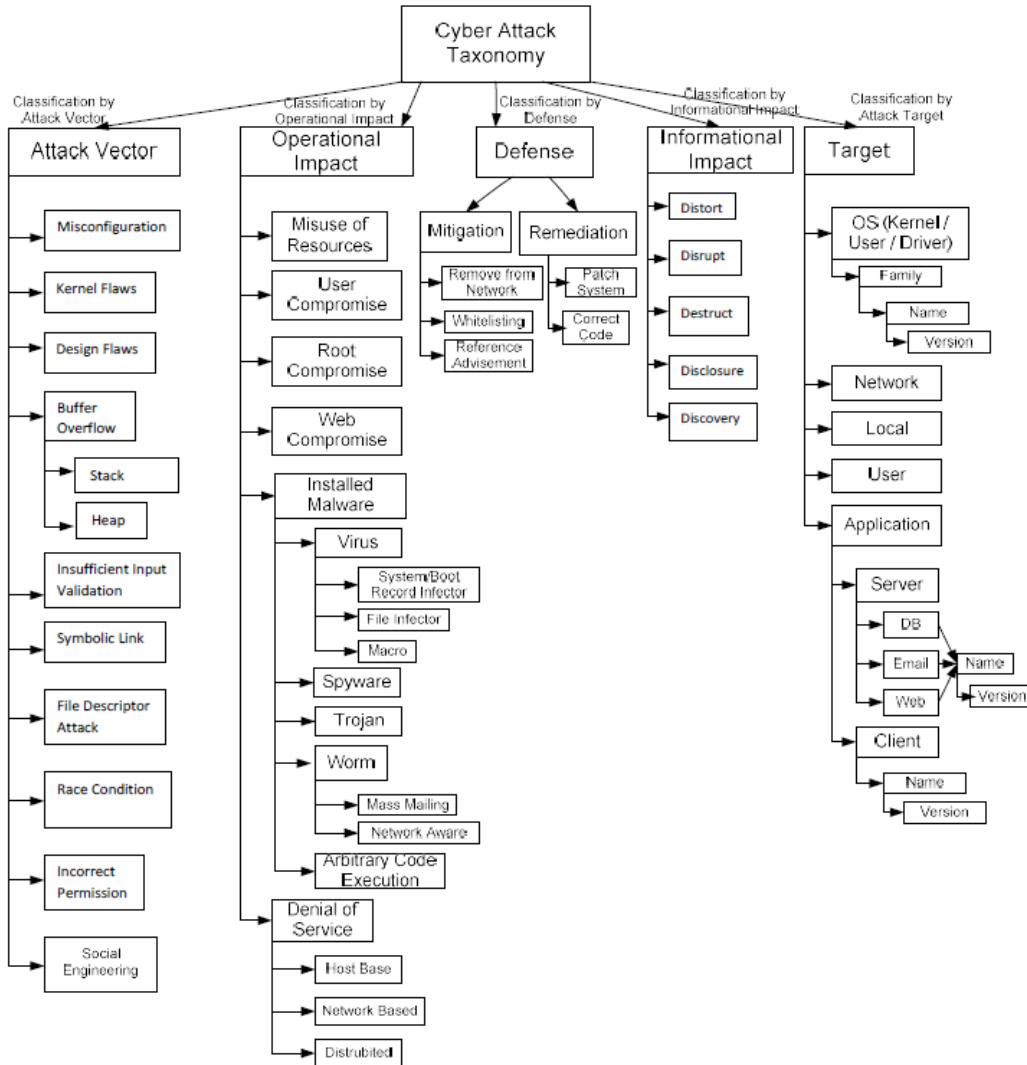 Cyber Attack
Taxonomy
Classification by
Attack Vector
Classification by
Operational Impact
Classification by
Defense
Classification by
Informational Impact
Classification by
Attack Target
Attack Vector
Misconfiguration
Kernel Flaws
Design Flaws
Buffer
Overflow
Stack
Heap
Insufficient Input
Validation
Symbolic Link
File Descriptor
Attack
Race Condition
Incorrect
Permission
Social
Engineering
Operational
Impact
Misuse of
Resources
User
Compromise
Root
Compromise
Web
Compromise
Installed
Malware
Virus
System/Boot
Record Infector
File Infector
Macro
Spyware
Trojan
Worm
Mass Mailing
Network Aware
Arbitrary Code
Execution
Denial of
Service
Host Base
Network Based
Distrubited
Defense
Mitigation
Remove from
Network
Whitelisting
Reference
Advisement
Remediation
Patch
System
Correct
Code
Informational
Impact
Distort
Disrupt
Destruct
Disclosure
Discovery
Target
OS (Kernel /
User / Driver)
Family
Name
Version
Network
Local
User
Application
Server
DB
Email
Web
Name
Version
Client
Name
Version